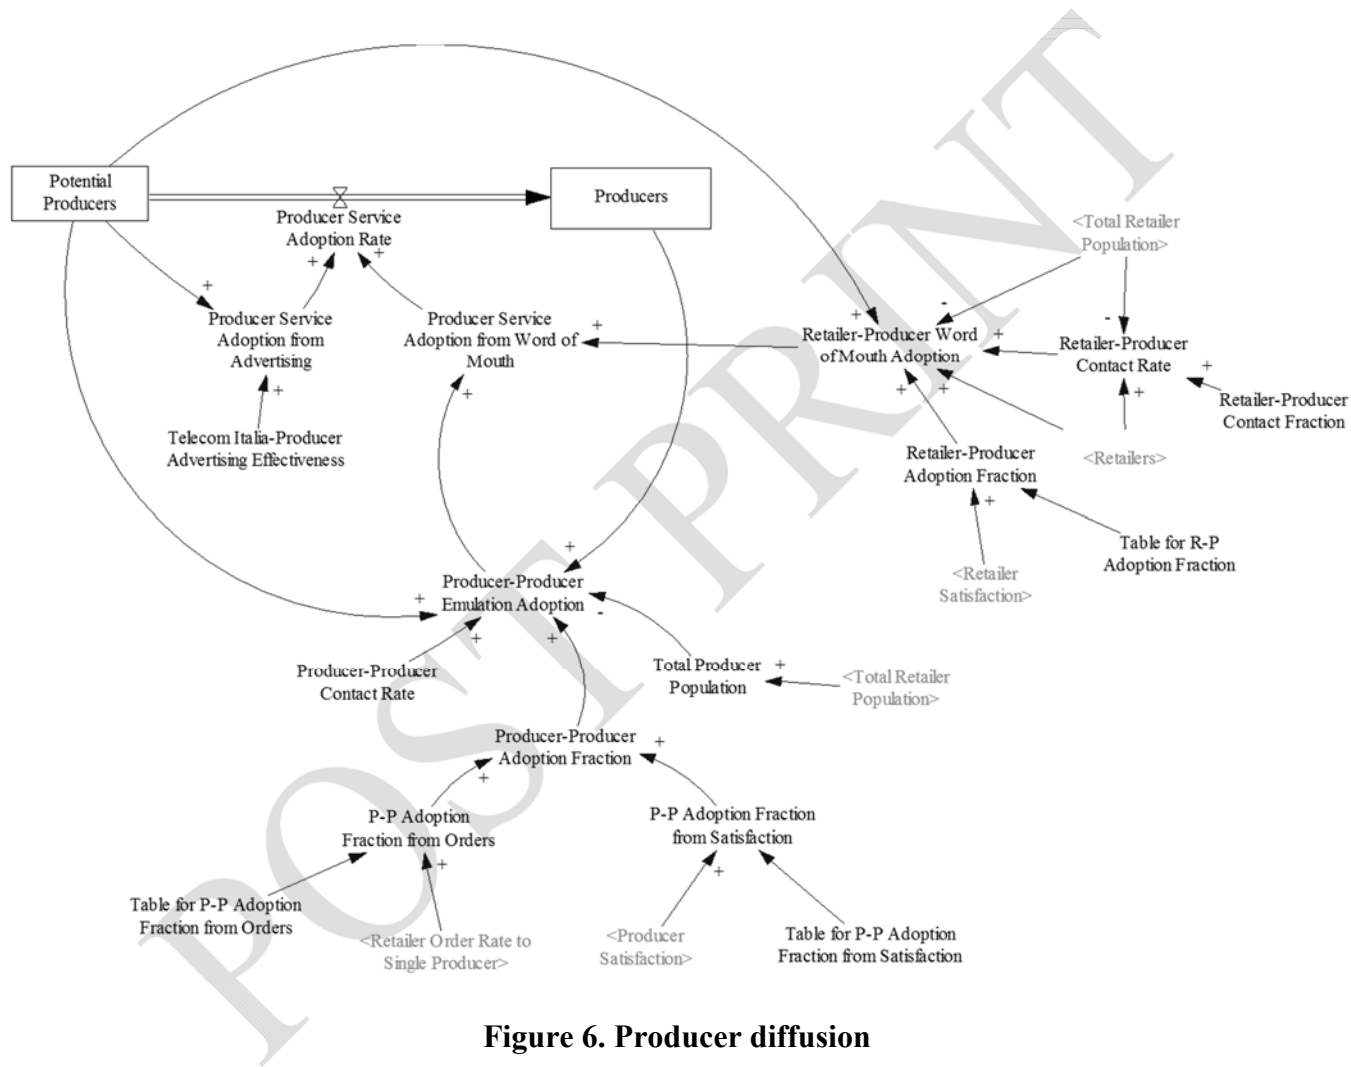 Potential
Producers
Producers
Producer Service
Adoption Rate
+
+
<Total Retailer
Population>
+
Producer Service
Adoption from
Advertising
Producer Service
Adoption from Word of
Mouth
+
+
-
Retailer-Producer Word
of Mouth Adoption
+
-
Retailer-Producer
Contact Rate
+
+
+
+
+
+
Retailer-Producer
Contact Fraction
Telecom Italia-Producer
Advertising Effectiveness
Retailer-Producer
Adoption Fraction
<Retailers>
+
+
Table for R-P
Adoption Fraction
<Retailer
Satisfaction>
Producer-Producer
Emulation Adoption
+
-
+
+
Producer-Producer
Contact Rate
Total Producer
Population
+
<Total Retailer
Population>
Producer-Producer
Adoption Fraction
+
+
P-P Adoption
Fraction from Orders
P-P Adoption Fraction
from Satisfaction
+
+
Table for P-P Adoption
Fraction from Orders
<Retailer Order Rate to
Single Producer>
<Producer
Satisfaction>
Table for P-P Adoption
Fraction from Satisfaction
POST PRINT
Figure 6. Producer diffusion